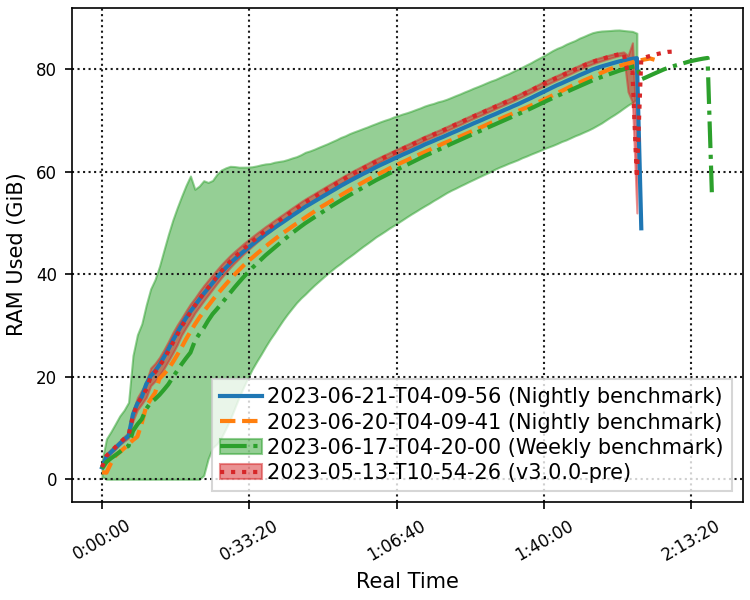 RAM Used (GiB)
80
60
40
20
0
2023-06-21-T04-09-56 (Nightly benchmark)
2023-06-20-T04-09-41 (Nightly benchmark)
2023-06-17-T04-20-00 (Weekly benchmark)
2023-05-13-T10-54-26 (v3.0.0-pre)
0:00:00
0:33:20
1:06:40
1:40:00
2:13:20
Real Time